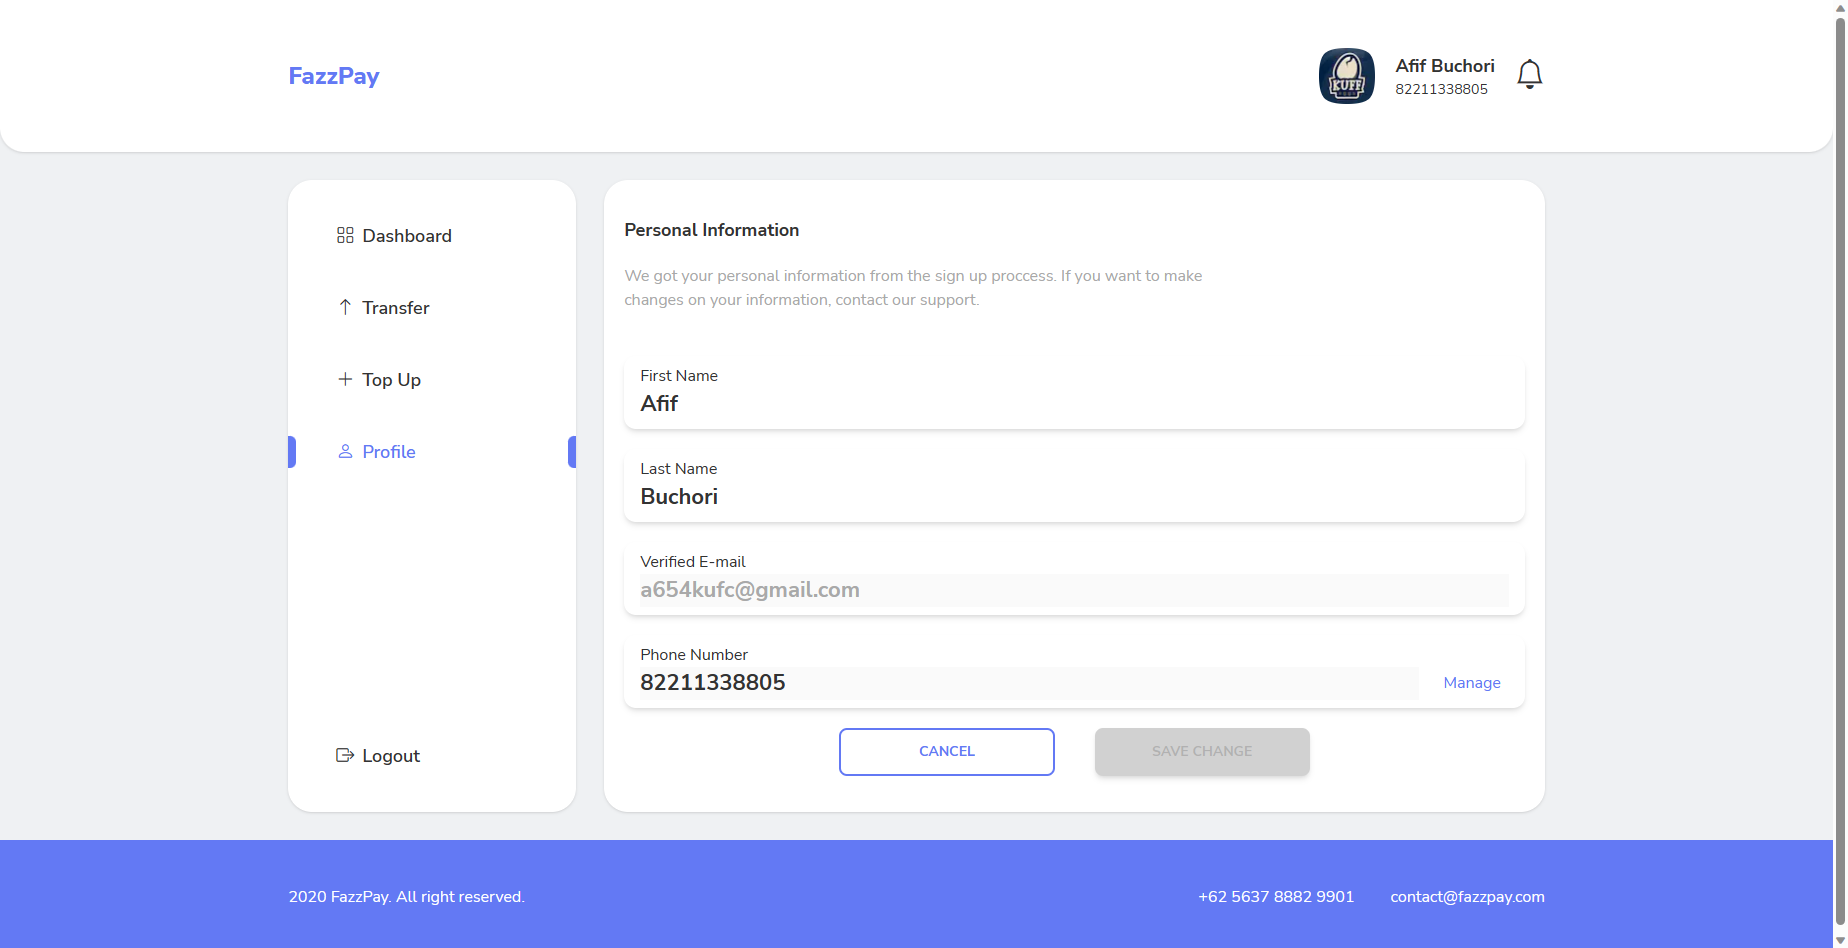 FazzPay
KUFF
Afif Buchori
82211338805
Dashboard
Transfer
Top Up
Profile
Logout
Personal Information
We got your personal information from the sign up proccess. If you want to make
changes on your information, contact our support.
First Name
Afif
Last Name
Buchori
Verified E-mail
a654kufc@gmail.com
Phone Number
82211338805
Manage
CANCEL
SAVE CHANGE
2020 FazzPay. All right reserved.
+62 5637 8882 9901
contact@fazzpay.com